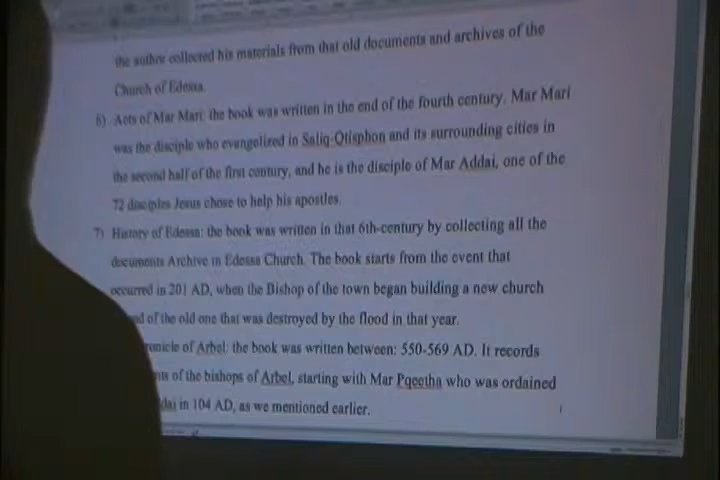 the author collected his materials from that old documents and archives of the
Church of Edessa.
6) Acts of Mar Mari: the book was written in the end of the fourth century. Mar Mari
was the disciple who evangelized in Saliq-Qtisphon and its surrounding cities in
the second half of the first century, and he is the disciple of Mar Addai, one of the
72 disciples Jesus chose to help his apostles.
7) History of Edessa: the book was written in that 6th-century by collecting all the
documents Archive in Edessa Church. The book starts from the event that
occurred in 201 AD, when the Bishop of the town began building a new church
of the old one that was destroyed by the flood in that year.
ronicle of Arbel: the book was written between: 550-569 AD. It records
of the bishops of Arbel, starting with Mar Pqeetha who was ordained
dai in 104 AD, as we mentioned earlier.